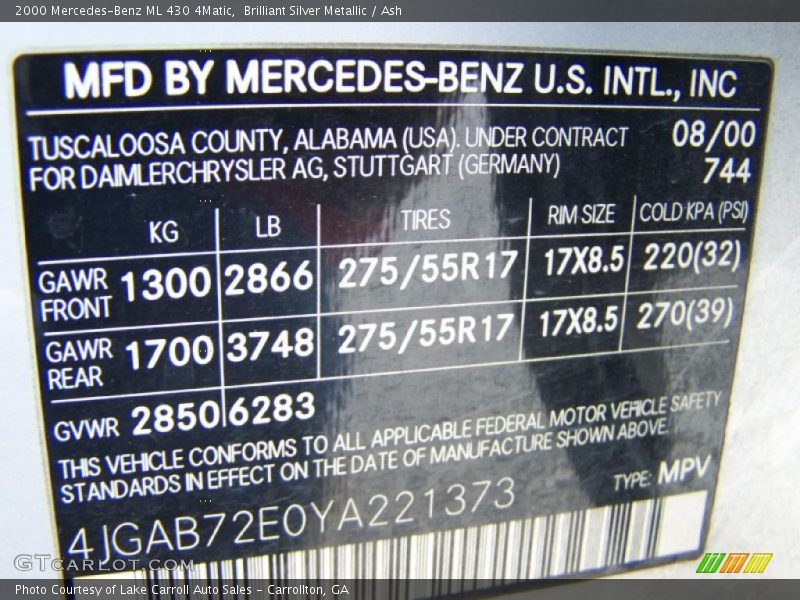 2000 Mercedes-Benz ML 430 4Matic,  Brilliant Silver Metallic / Ash
MFD BY MERCEDES-BENZ U.S. INTL., INC
TUSCALOOSA COUNTY, ALABAMA (USA). UNDER CONTRACT 08/00
FOR DAIMLERCHRYSLER AG, STUTTGART (GERMANY) 744
KG LB TIRES RIM SIZE COLD KPA (PSI)
GAWR FRONT 1300 2866 275/55R17 17X8.5 220(32)
GAWR REAR 1700 3748 275/55R17 17X8.5 270(39)
GVWR 2850 6283
THIS VEHICLE CONFORMS TO ALL APPLICABLE FEDERAL MOTOR VEHICLE SAFETY
STANDARDS IN EFFECT ON THE DATE OF MANUFACTURE SHOWN ABOVE.
4JGAB72E0YA221373 TYPE: MPV
GTCarLot.com
Photo Courtesy of Lake Carroll Auto Sales - Carrollton, GA